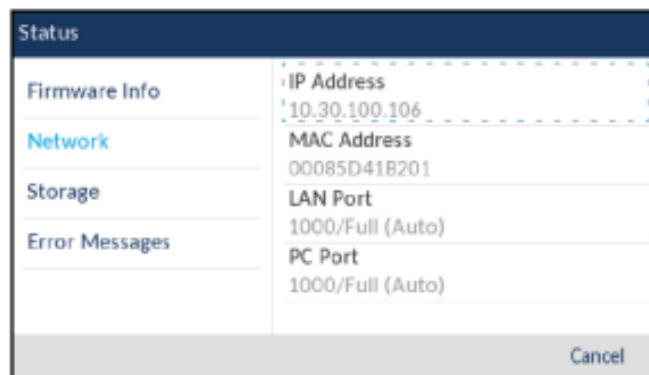 Status
Firmware Info
Network
Storage
Error Messages
IP Address
10.30.100.106
MAC Address
00085D41B201
LAN Port
1000/Full (Auto)
PC Port
1000/Full (Auto)
Cancel